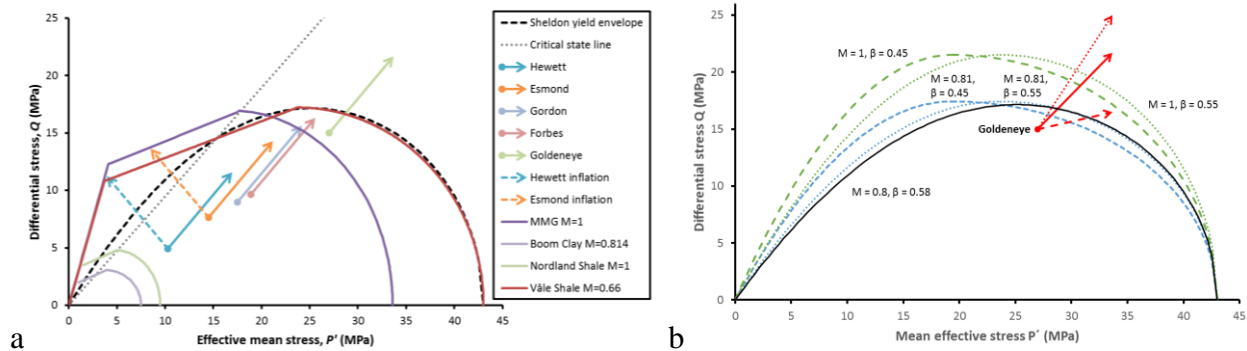 25
20
15
10
5
0
0 5 10 15 20 25 30 35 40 45
Differential stress, Q (MPa)
Effective mean stress, P' (MPa)
Sheldon yield envelope
Critical state line
Hewett
Esmond
Gordon
Forbes
Goldeneye
Hewett inflation
Esmond inflation
MMG M=1
Boom Clay M=0.814
Nordland Shale M=1
Våle Shale M=0.66
a
25
20
15
10
5
0
0 5 10 15 20 25 30 35 40 45
Differential stress Q (MPa)
Mean effective stress P´ (MPa)
M = 1, β = 0.45
M = 0.81,
β = 0.45
M = 0.81,
β = 0.55
M = 1, β = 0.55
Goldeneye
M = 0.8, β = 0.58
b